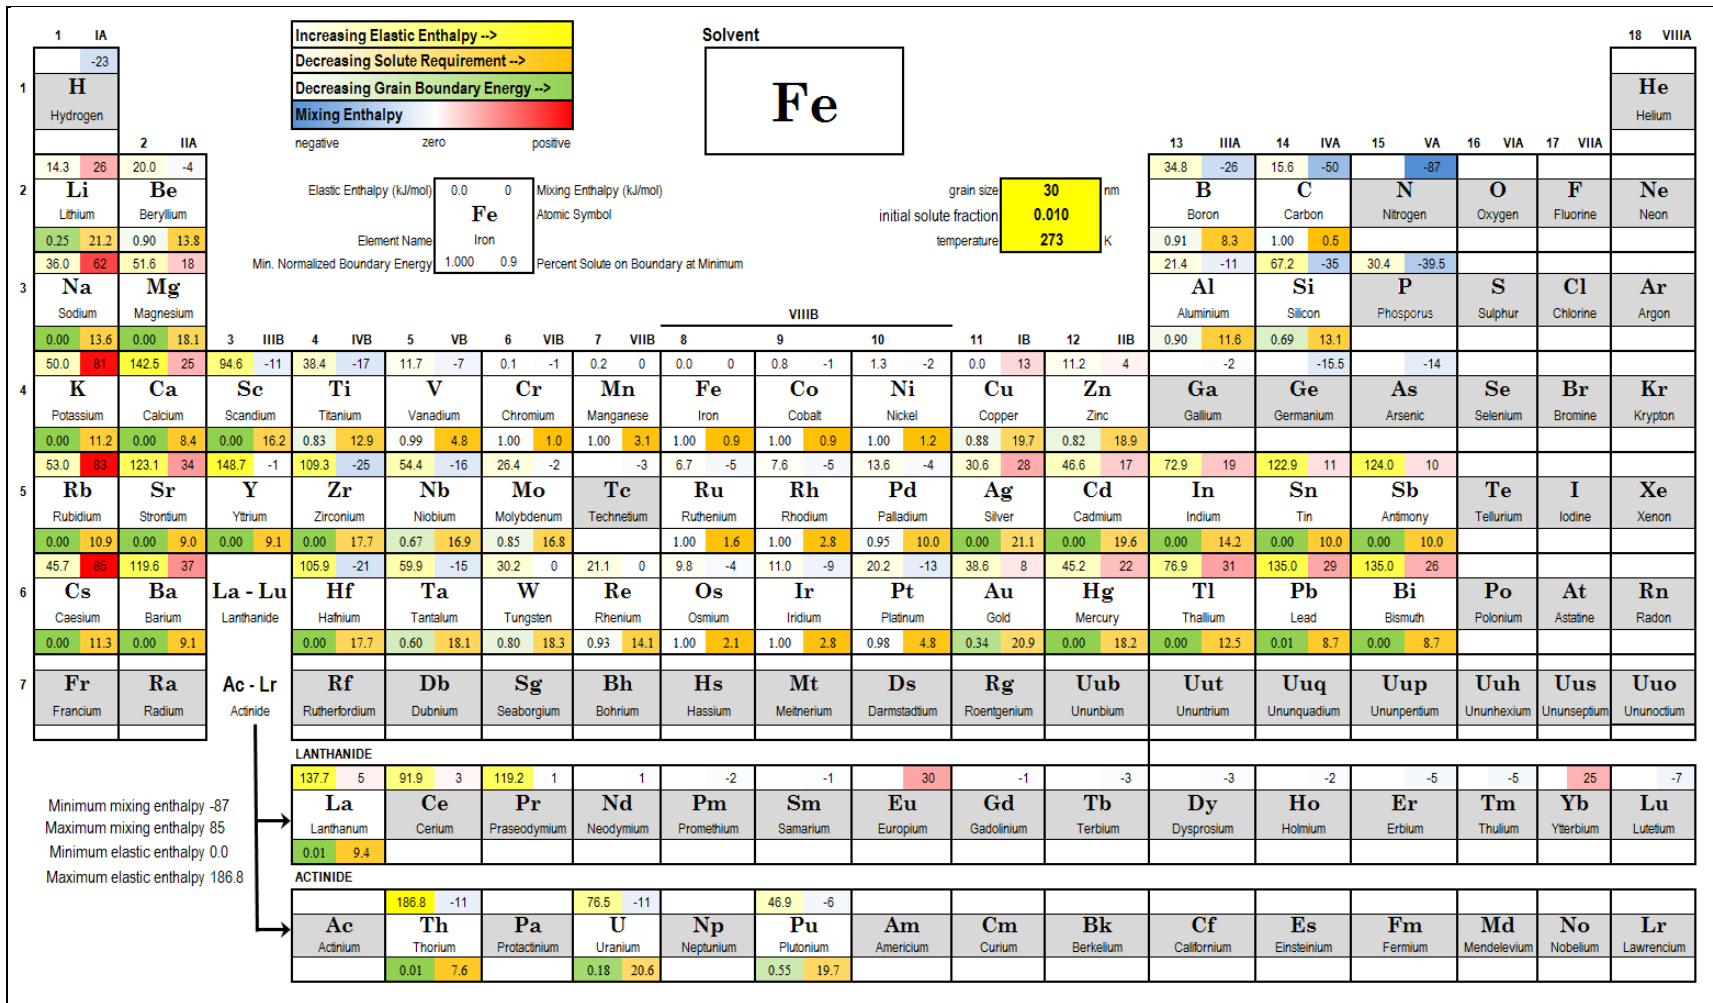 1 IA
Increasing Elastic Enthalpy -->
Solvent
18 VIIIA
-23
Decreasing Solute Requirement -->
1 H
Decreasing Grain Boundary Energy -->
Fe
He
Hydrogen
Mixing Enthalpy
Helium
2 IIA
negative zero positive
13 IIIA 14 IVA 15 VA 16 VIA 17 VIIA
14.3 26 20.0 -4
34.8 -26 15.6 -50 -87
2 Li Be
Elastic Enthalpy (kJ/mol) 0.0 0 Mixing Enthalpy (kJ/mol)
grain size 30 nm
B C N O F Ne
Lithium Beryllium
Fe Atomic Symbol
initial solute fraction 0.010
Boron Carbon Nitrogen Oxygen Fluorine Neon
0.25 21.2 0.90 13.8
Element Name Iron
temperature 273 K
0.91 8.3 1.00 0.5
36.0 62 51.6 18
Min. Normalized Boundary Energy 1.000 0.9 Percent Solute on Boundary at Minimum
21.4 -11 67.2 -35 30.4 -39.5
3 Na Mg Al Si P S Cl Ar
Sodium Magnesium Aluminium Silicon Phosporus Sulphur Chlorine Argon
VIIIB
0.00 13.6 0.00 18.1 3 IIIB 4 IVB 5 VB 6 VIB 7 VIIB 8 9 10 11 IB 12 IIB 0.90 11.6 0.69 13.1
50.0 81 142.5 25 94.6 -11 38.4 -17 11.7 -7 0.1 -1 0.2 0 0.0 0 0.8 -1 1.3 -2 0.0 13 11.2 4 -2 -15.5 -14
4 K Ca Sc Ti V Cr Mn Fe Co Ni Cu Zn Ga Ge As Se Br Kr
Potassium Calcium Scandium Titanium Vanadium Chromium Manganese Iron Cobalt Nickel Copper Zinc Gallium Germanium Arsenic Selenium Bromine Krypton
0.00 11.2 0.00 8.4 0.00 16.2 0.83 12.9 0.99 4.8 1.00 1.0 1.00 3.1 1.00 0.9 1.00 0.9 1.00 1.2 0.88 19.7 0.82 18.9
53.0 83 123.1 34 148.7 -1 109.3 -25 54.4 -16 26.4 -2 -3 6.7 -5 7.6 -5 13.6 -4 30.6 28 46.6 17 72.9 19 122.9 11 124.0 10
5 Rb Sr Y Zr Nb Mo Tc Ru Rh Pd Ag Cd In Sn Sb Te I Xe
Rubidium Strontium Yttrium Zirconium Niobium Molybdenum Technetium Ruthenium Rhodium Palladium Silver Cadmium Indium Tin Antimony Tellurium Iodine Xenon
0.00 10.9 0.00 9.0 0.00 9.1 0.00 17.7 0.67 16.9 0.85 16.8 1.00 1.6 1.00 2.8 0.95 10.0 0.00 21.1 0.00 19.6 0.00 14.2 0.00 10.0 0.00 10.0
45.7 85 119.6 37 105.9 -21 59.9 -15 30.2 0 21.1 0 9.8 -4 11.0 -9 20.2 -13 38.6 8 45.2 22 76.9 31 135.0 29 135.0 26
6 Cs Ba La - Lu Hf Ta W Re Os Ir Pt Au Hg Tl Pb Bi Po At Rn
Caesium Barium Lanthanide Hafnium Tantalum Tungsten Rhenium Osmium Iridium Platinum Gold Mercury Thallium Lead Bismuth Polonium Astatine Radon
0.00 11.3 0.00 9.1 0.00 17.7 0.60 18.1 0.80 18.3 0.93 14.1 1.00 2.1 1.00 2.8 0.98 4.8 0.34 20.9 0.00 18.2 0.00 12.5 0.01 8.7 0.00 8.7
7 Fr Ra Ac - Lr Rf Db Sg Bh Hs Mt Ds Rg Uub Uut Uuq Uup Uuh Uus Uuo
Francium Radium Actinide Rutherfordium Dubnium Seaborgium Bohrium Hassium Meitnerium Darmstadtium Roentgenium Ununbium Ununtrium Ununquadium Ununpentium Ununhexium Ununseptium Ununoctium
LANTHANIDE
137.7 5 91.9 3 119.2 1 1 -2 -1 30 -1 -3 -3 -2 -5 -5 25 -7
La Ce Pr Nd Pm Sm Eu Gd Tb Dy Ho Er Tm Yb Lu
Lanthanum Cerium Praseodymium Neodymium Promethium Samarium Europium Gadolinium Terbium Dysprosium Holmium Erbium Thulium Ytterbium Lutetium
0.01 9.4
Minimum mixing enthalpy -87
Maximum mixing enthalpy 85
Minimum elastic enthalpy 0.0
Maximum elastic enthalpy 186.8
ACTINIDE
186.8 -11 76.5 -11 46.9 -6
Ac Th Pa U Np Pu Am Cm Bk Cf Es Fm Md No Lr
Actinium Thorium Protactinium Uranium Neptunium Plutonium Americium Curium Berkelium Californium Einsteinium Fermium Mendelevium Nobelium Lawrencium
0.01 7.6 0.18 20.6 0.55 19.7